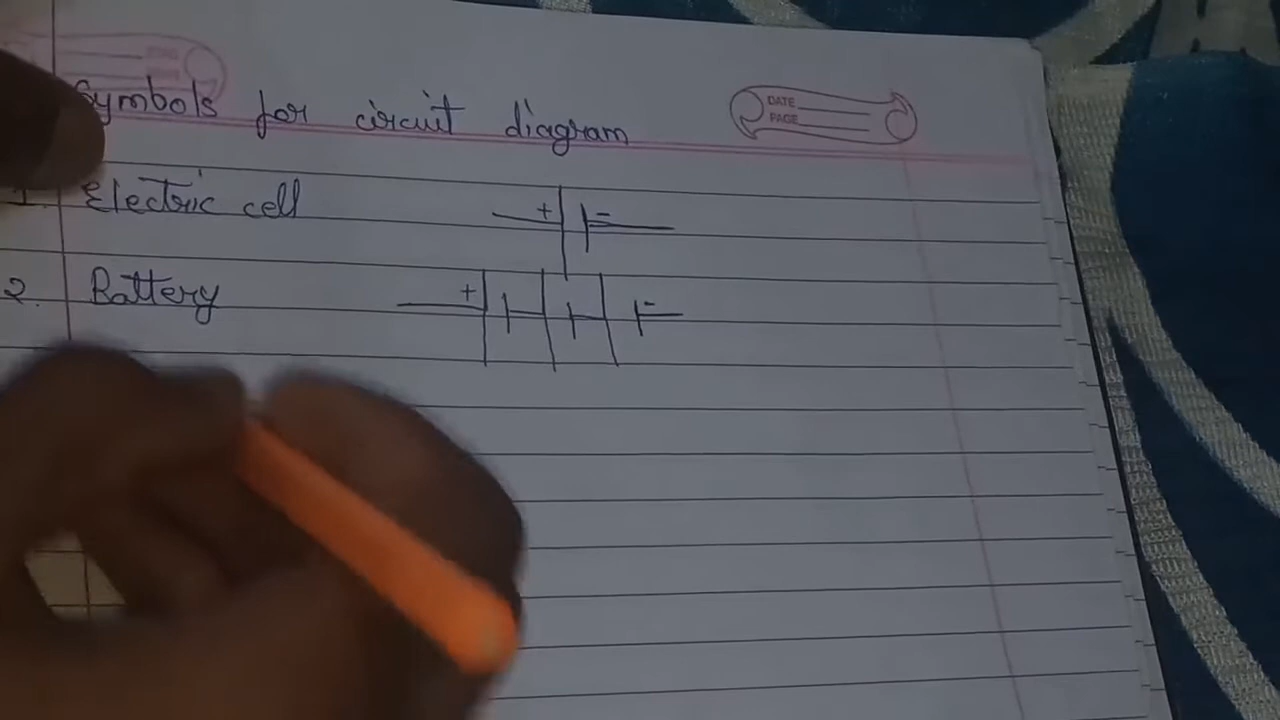 DATE
PAGE
Symbols for circuit diagram
1. Electric cell + -
2. Battery + -